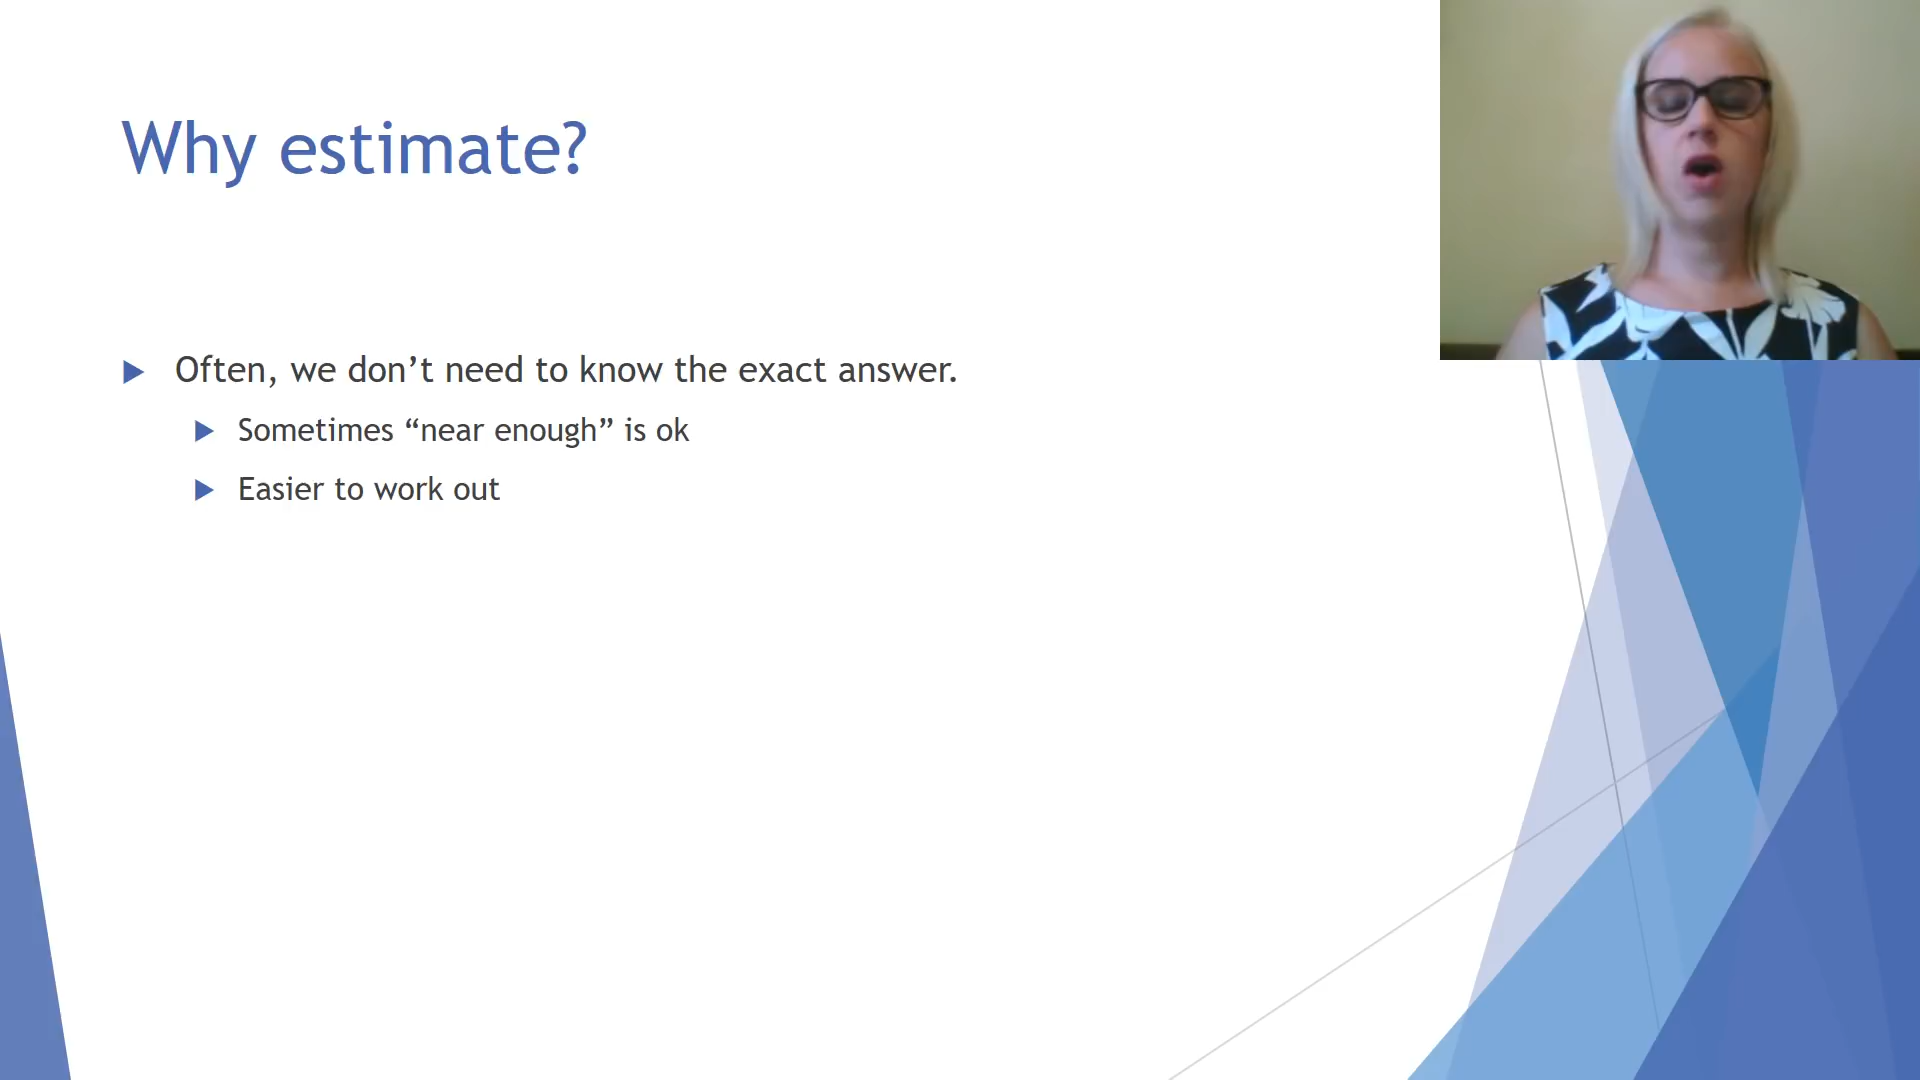 Why estimate?
Often, we don’t need to know the exact answer.
Sometimes “near enough” is ok
Easier to work out